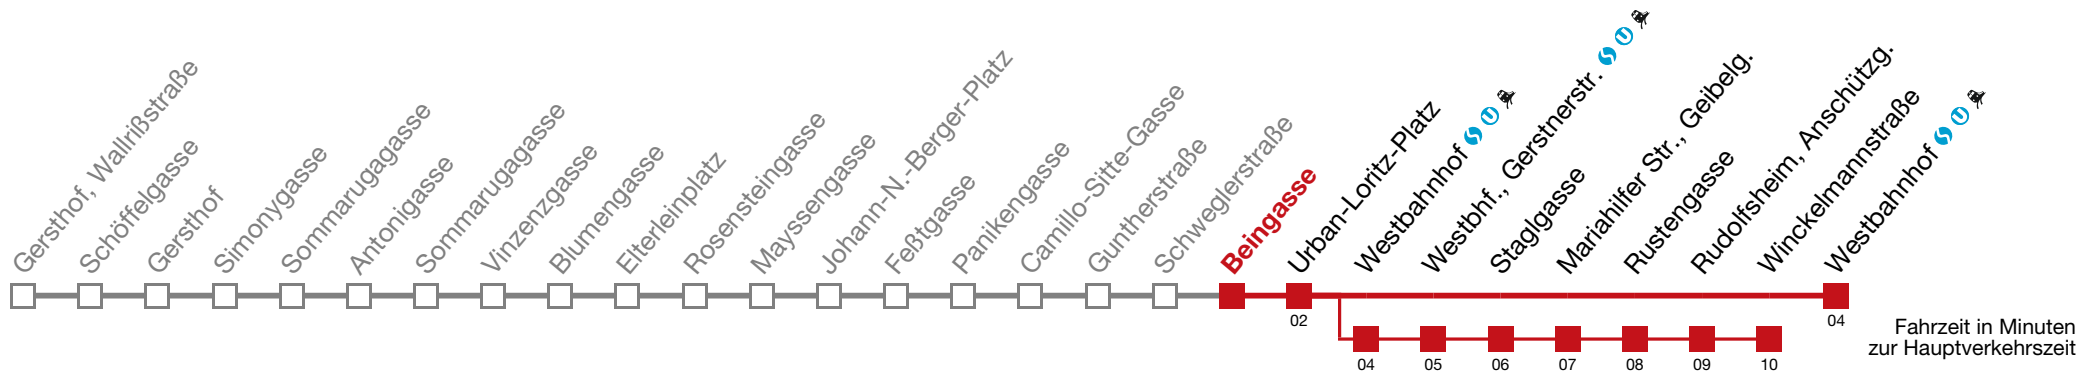 Gersthof, Wallrißstraße
Schöffelgasse
Gersthof
Simonygasse
Sommarugagasse
Antonigasse
Sommarugagasse
Vinzenzgasse
Blumengasse
Elterleinplatz
Rosensteingasse
Mayssengasse
Johann-N.-Berger-Platz
Feßtgasse
Panikengasse
Camillo-Sitte-Gasse
Guntherstraße
Schweglerstraße
Beingasse
Urban-Loritz-Platz
Westbahnhof S U
Westbhf., Gerstnerstr. S U
Staglgasse
Mariahilfer Str., Geibelg.
Rustengasse
Rudolfsheim, Anschützg.
Winckelmannstraße
Westbahnhof S U
02
04
04
05
06
07
08
09
10
Fahrzeit in Minuten
zur Hauptverkehrszeit